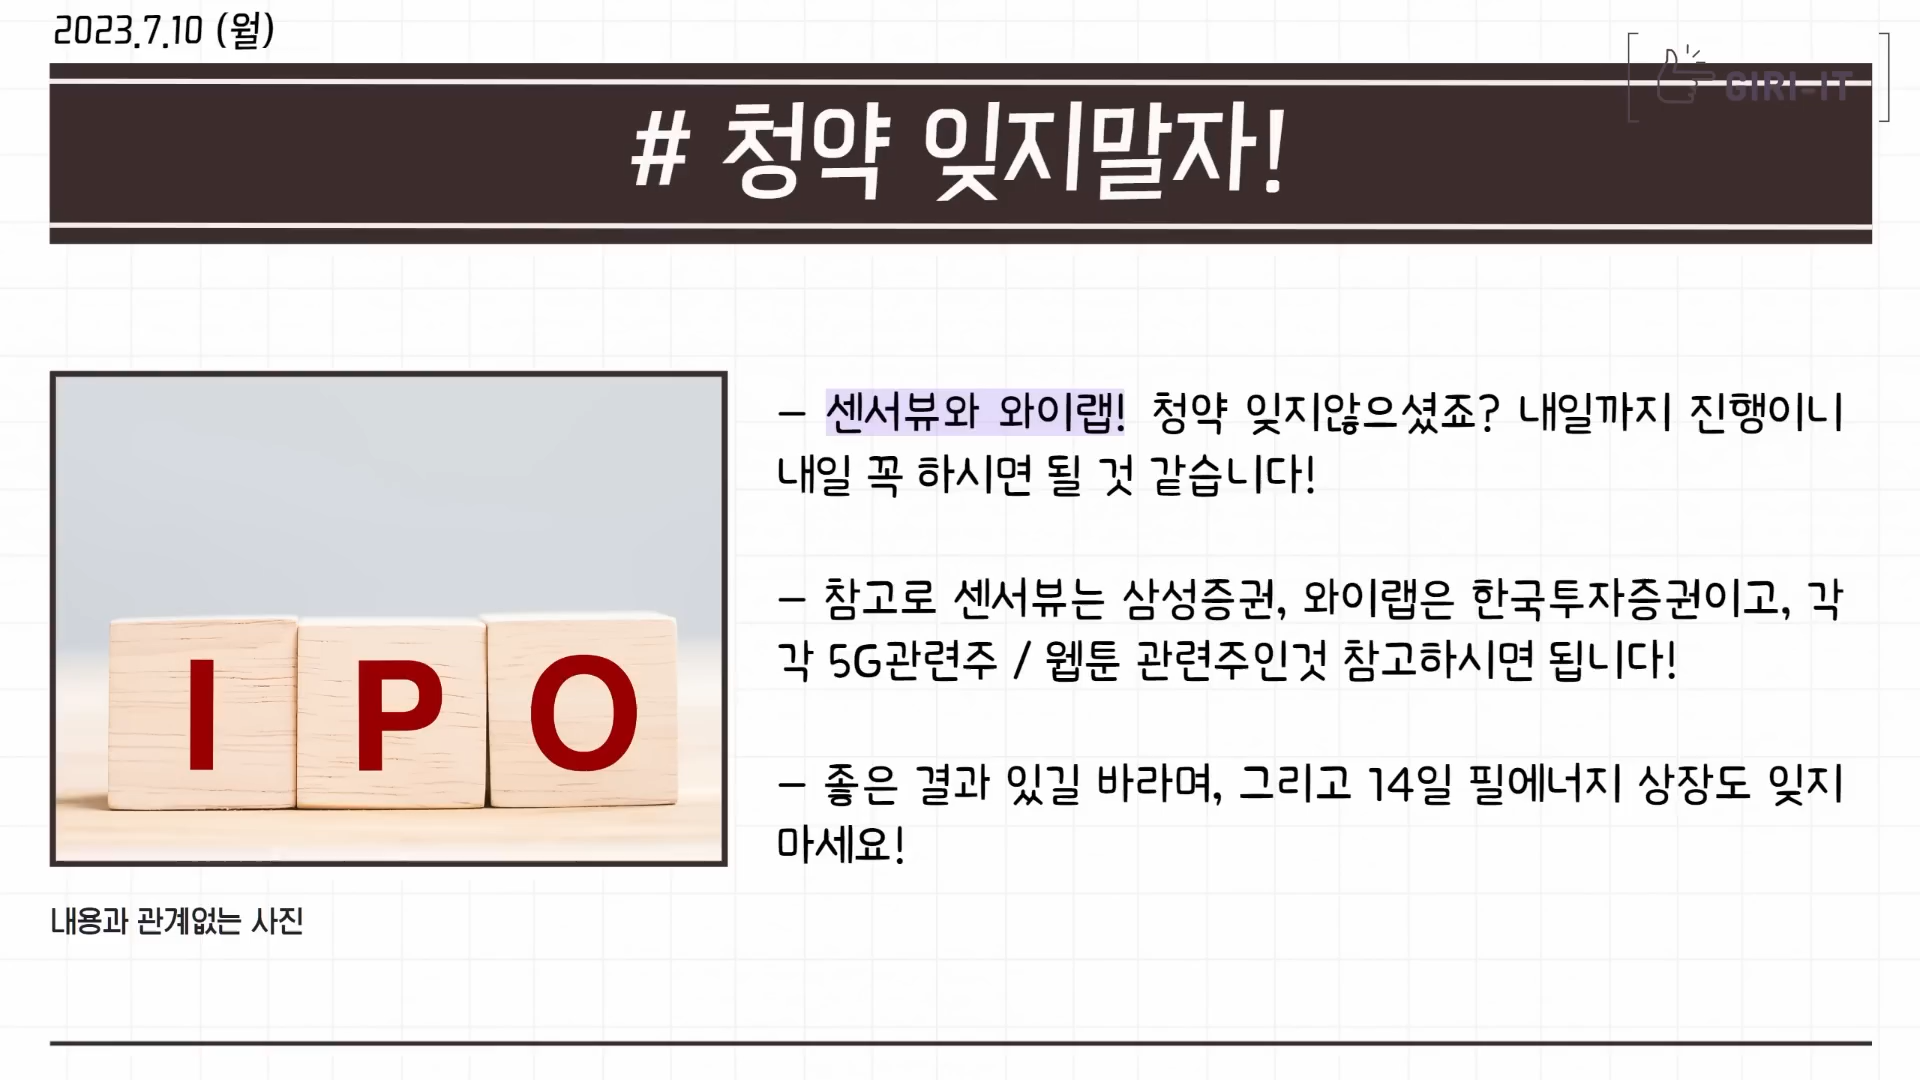 2023.7.10 (월)
GIRI-IT
# 청약 잊지말자!
– 센서뷰와 와이랩! 청약 잊지않으셨죠? 내일까지 진행이니
내일 꼭 하시면 될 것 같습니다!
– 참고로 센서뷰는 삼성증권, 와이랩은 한국투자증권이고, 각
각 5G관련주 / 웹툰 관련주인것 참고하시면 됩니다!
– 좋은 결과 있길 바라며, 그리고 14일 필에너지 상장도 잊지
마세요!
I P O
내용과 관계없는 사진